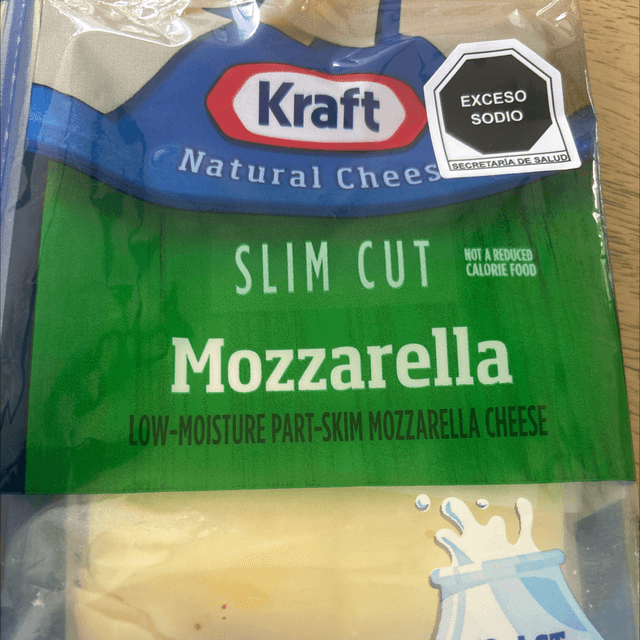 Kraft
EXCESO
SODIO
SECRETARÍA DE SALUD
Natural Chees
SLIM CUT
NOT A REDUCED
CALORIE FOOD
Mozzarella
LOW-MOISTURE PART-SKIM MOZZARELLA CHEESE